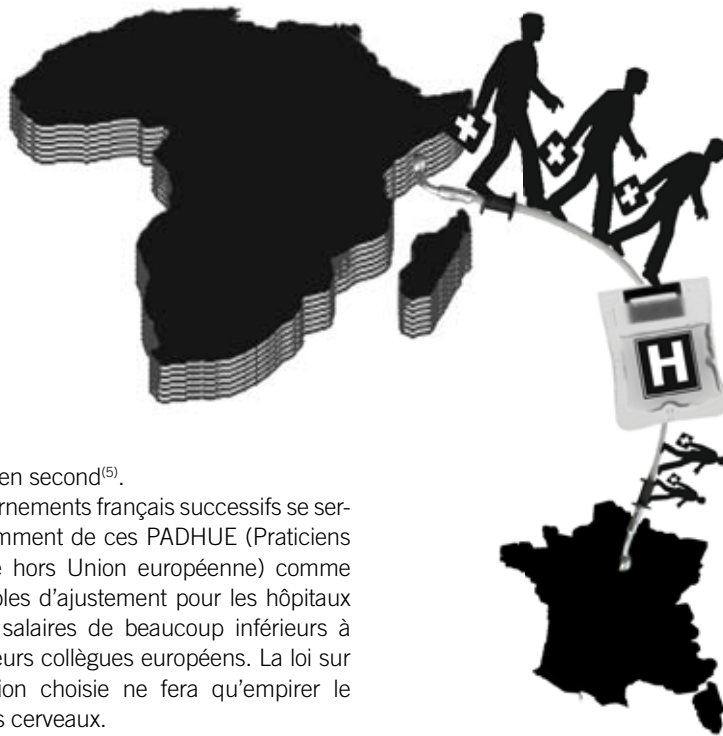 en second(5).
ernements français successifs se ser-
mment de ces PADHUE (Praticiens
e hors Union européenne) comme
bles d'ajustement pour les hôpitaux
salaires de beaucoup inférieurs à
eurs collègues européens. La loi sur
ion choisie ne fera qu'empirer le
s cerveaux.
H